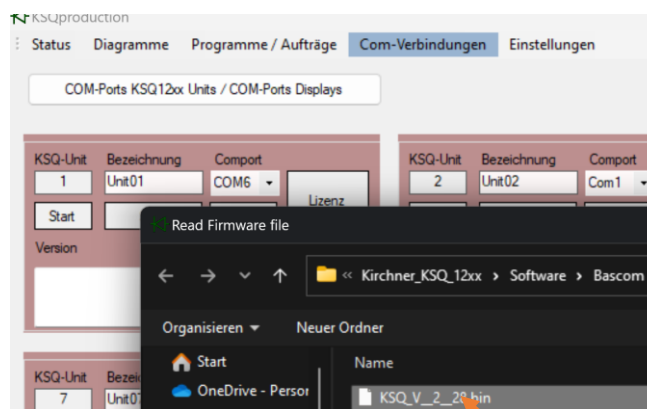 KSQproduction
Status Diagramme Programme / Aufträge Com-Verbindungen Einstellungen
COM-Ports KSQ12xx Units / COM-Ports Displays
KSQ-Unit Bezeichnung Comport
1 Unit01 COM6
Lizenz
Start
Version
KSQ-Unit Bezeichnung Comport
2 Unit02 Com1
Read Firmware file
« Kirchner_KSQ_12xx > Software > Bascom
Organisieren Neuer Ordner
Start
OneDrive - Persor
Name
KSQ_V__2__28.bin
KSQ-Unit Bezei
7 Unit07